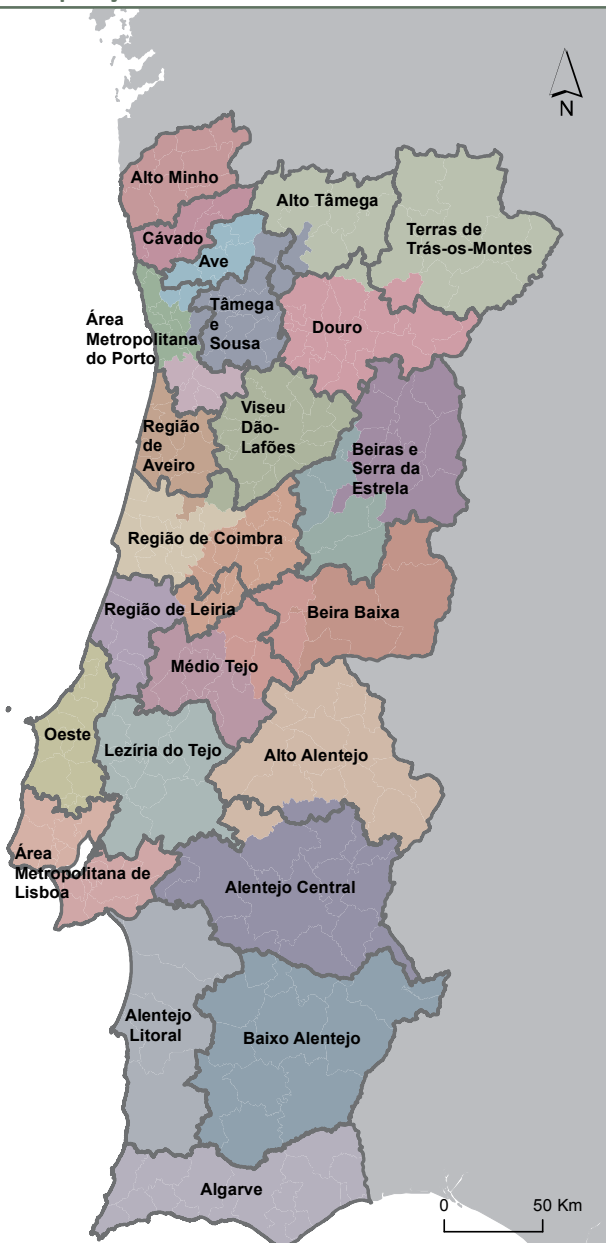 N
Alto Minho
Alto Tâmega
Terras de
Trás-os-Montes
Cávado
Ave
Tâmega
e
Sousa
Área
Metropolitana
do Porto
Douro
Viseu
Dão-
Lafões
Região
de
Aveiro
Beiras e
Serra da
Estrela
Região de Coimbra
Região de Leiria
Beira Baixa
Médio Tejo
Oeste
Lezíria do Tejo
Alto Alentejo
Área
Metropolitana de
Lisboa
Alentejo Central
Alentejo
Litoral
Baixo Alentejo
Algarve
0 50 Km